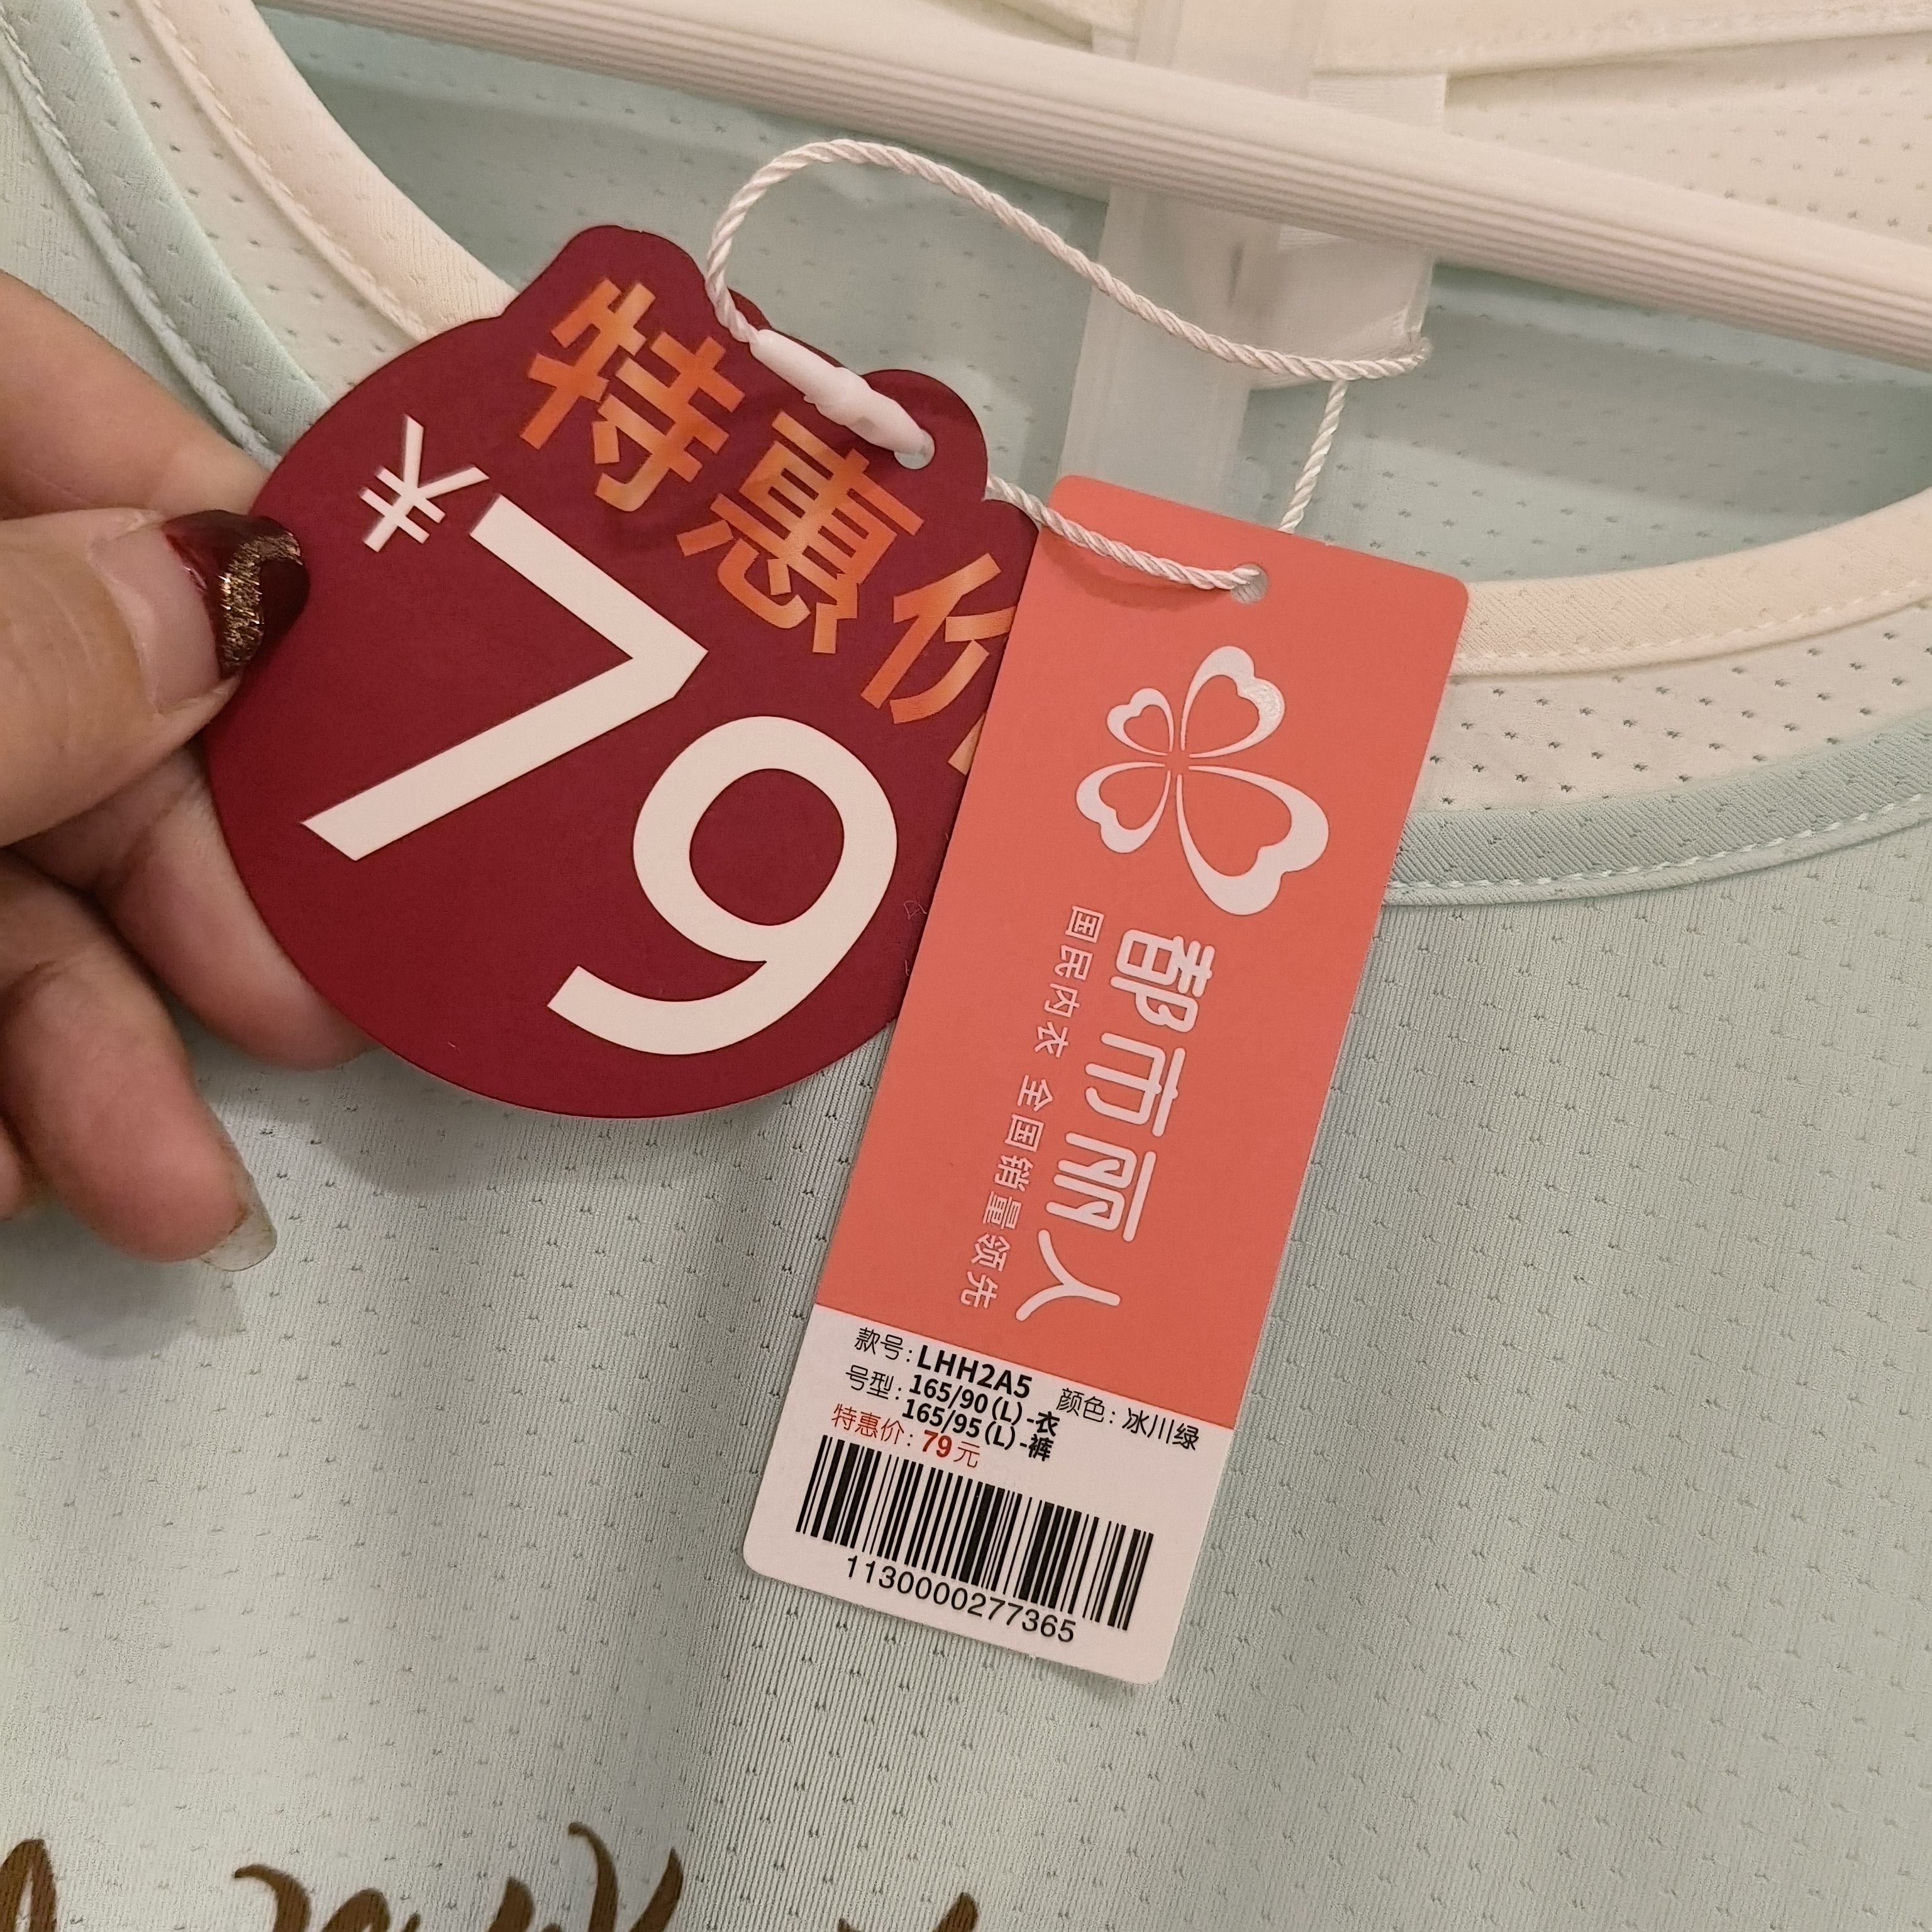 特惠价
¥79
都市丽人
国民内衣 全国销量领先
款号:LHH2A5
号型:165/90(L)-衣 颜色:冰川绿
165/95(L)-裤
特惠价:79元
1130000277365